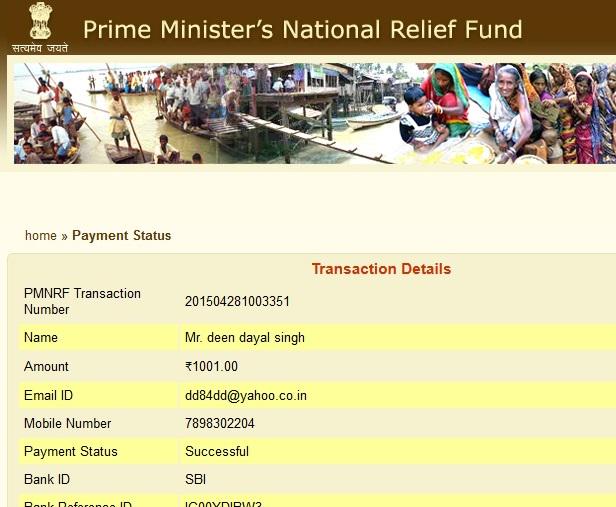 Prime Minister's National Relief Fund
सत्यमेव जयते
home » Payment Status
Transaction Details
PMNRF Transaction Number 201504281003351
Name Mr. deen dayal singh
Amount ₹1001.00
Email ID dd84dd@yahoo.co.in
Mobile Number 7898302204
Payment Status Successful
Bank ID SBI
Bank Reference ID